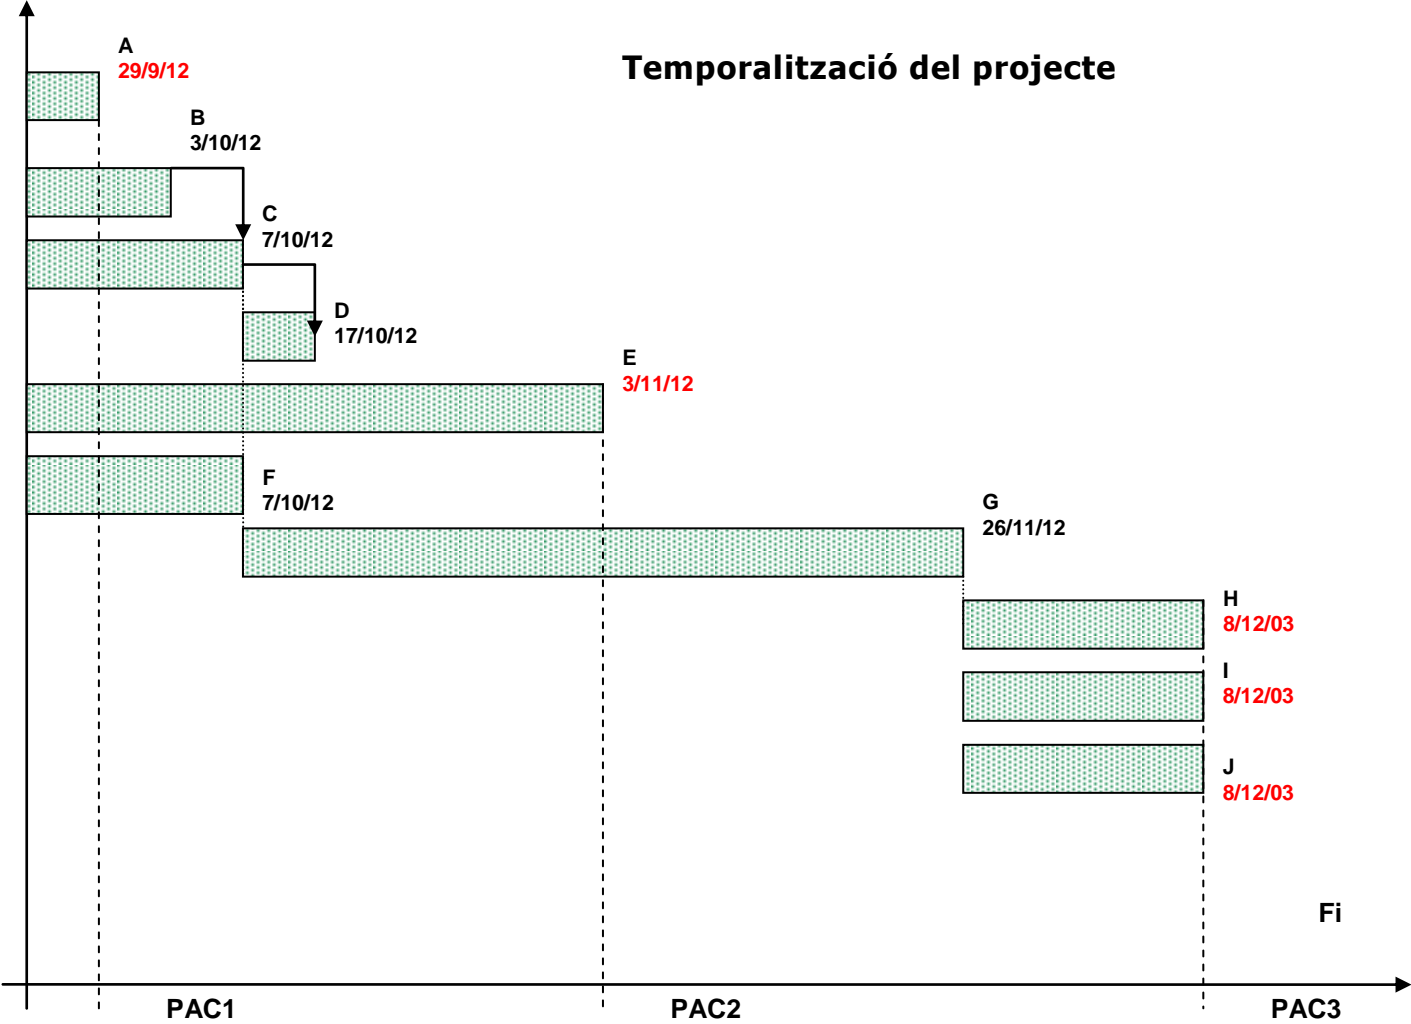 A
29/9/12
Temporalització del projecte
B
3/10/12
C
7/10/12
D
17/10/12
E
3/11/12
F
7/10/12
G
26/11/12
H
8/12/03
I
8/12/03
J
8/12/03
Fi
PAC1
PAC2
PAC3